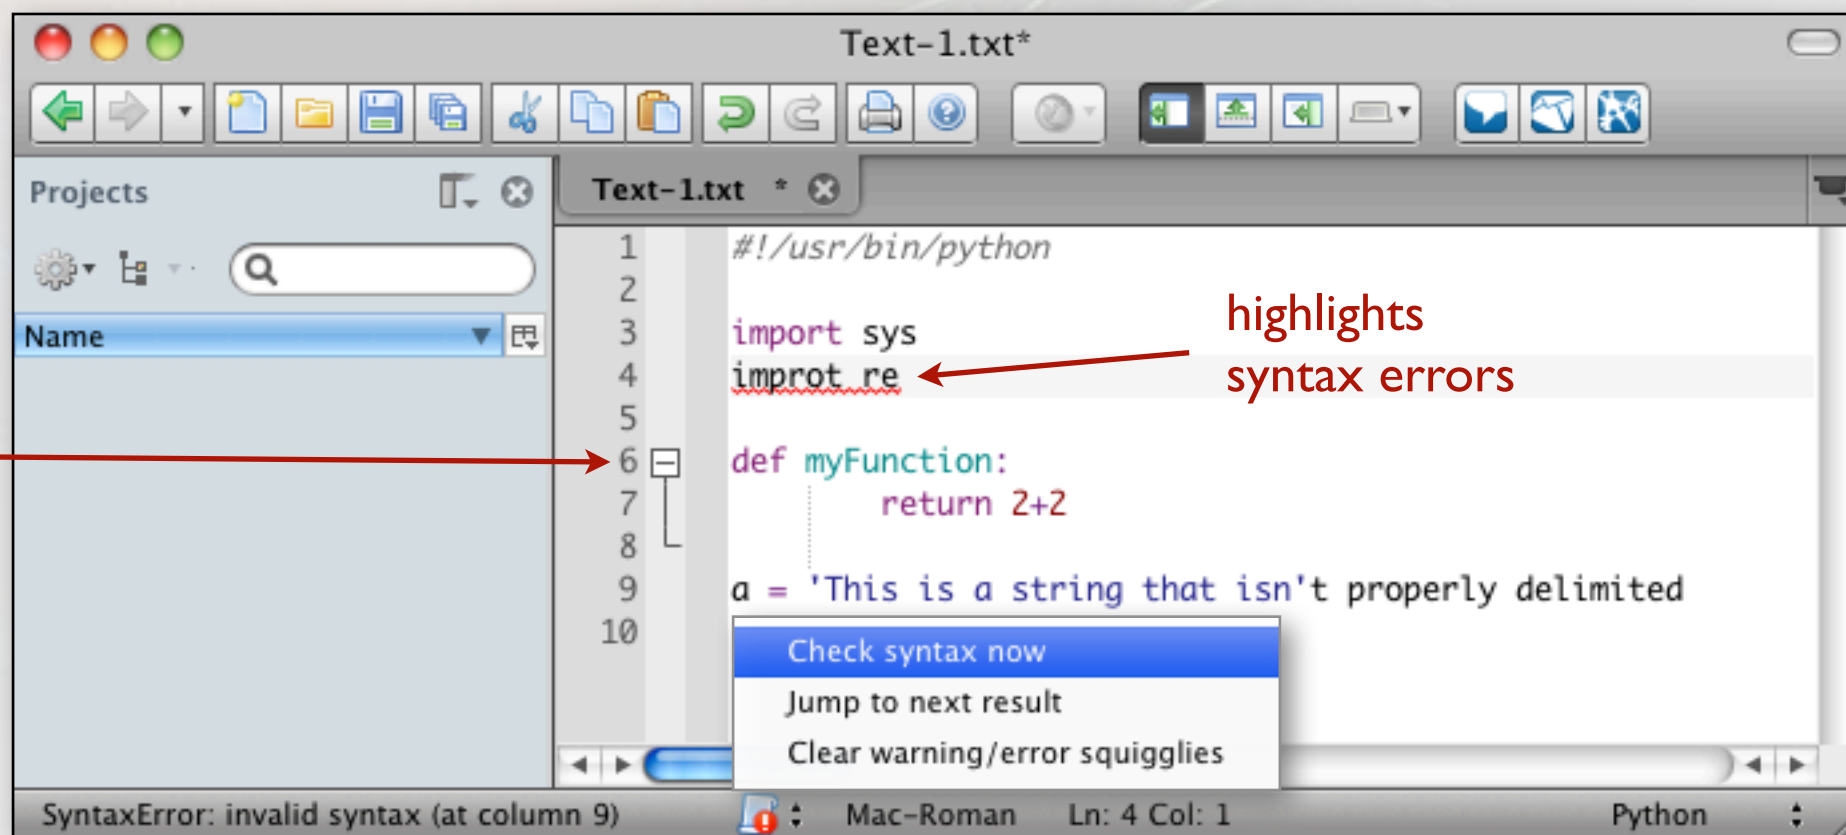 Text-1.txt*
Projects
Text-1.txt *
Name
1 #!/usr/bin/python
2
3 import sys
4 improt re
highlights
syntax errors
5
6 def myFunction:
7 return 2+2
8
9 a = 'This is a string that isn't properly delimited
10
Check syntax now
Jump to next result
Clear warning/error squigglies
SyntaxError: invalid syntax (at column 9) Mac-Roman Ln: 4 Col: 1 Python